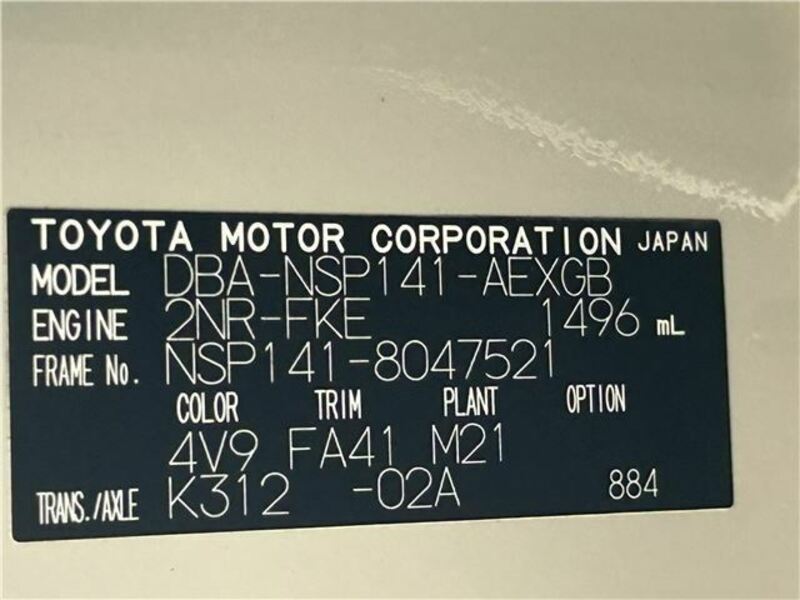 TOYOTA MOTOR CORPORATION JAPAN
MODEL DBA-NSP141-AEXGB
ENGINE 2NR-FKE 1496 mL
FRAME No. NSP141-8047521
COLOR TRIM PLANT OPTION
4V9 FA41 M21
TRANS./AXLE K312 -02A 884